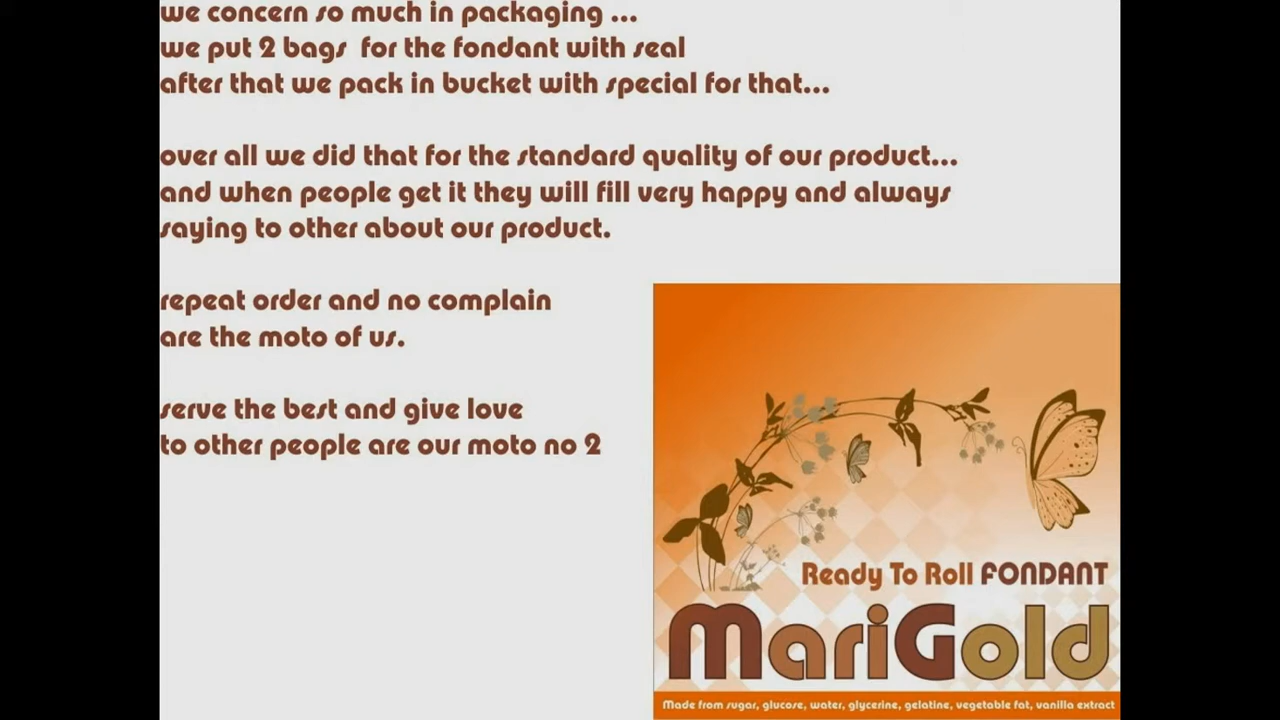 we concern so much in packaging ...
we put 2 bags for the fondant with seal
after that we pack in bucket with special for that...
over all we did that for the standard quality of our product...
and when people get it they will fill very happy and always
saying to other about our product.
repeat order and no complain
are the moto of us.
serve the best and give love
to other people are our moto no 2
Ready To Roll FONDANT
MariGold
Made from sugar, glucose, water, glycerine, gelatine, vegetable fat, vanilla extract